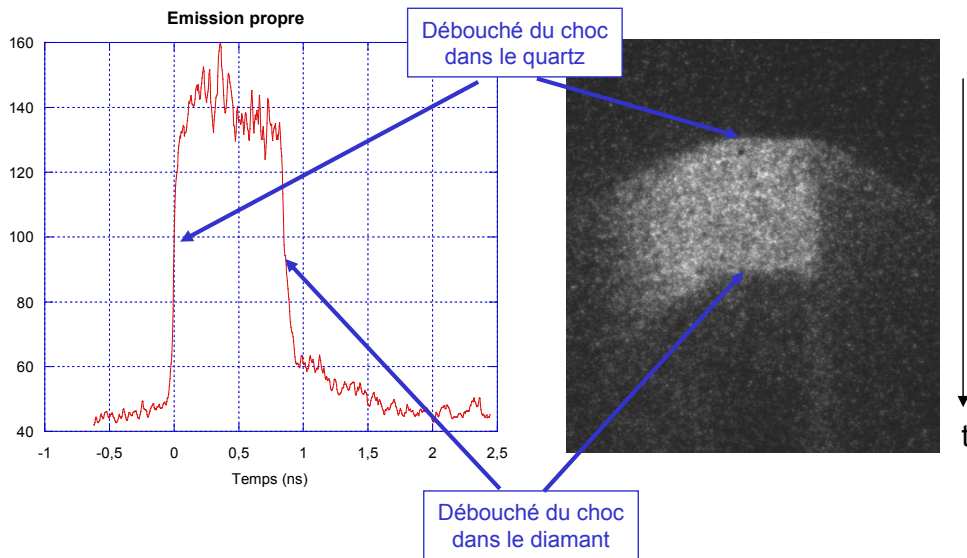 Emission propre
Débouché du choc
dans le quartz
160
140
120
100
80
60
40
-1
-0,5
0
0,5
1
1,5
2
2,5
Temps (ns)
t
Débouché du choc
dans le diamant